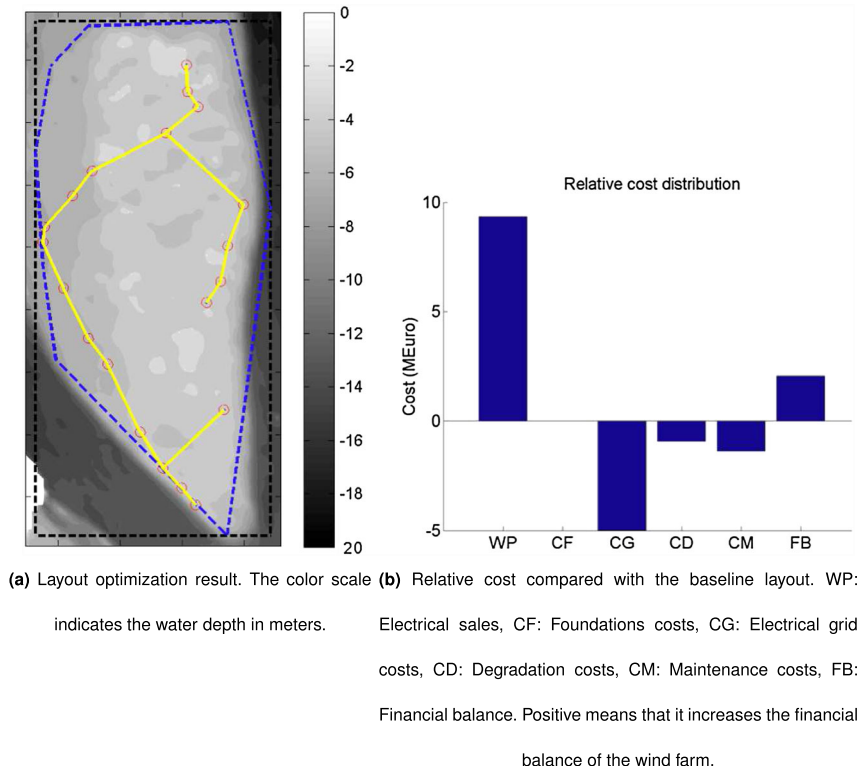 0
-2
-4
-6
-8
-10
-12
-14
-16
-18
20
Relative cost distribution
Cost (MEuro)
10
5
0
-5
WP CF CG CD CM FB
(a) Layout optimization result. The color scale
indicates the water depth in meters.
(b) Relative cost compared with the baseline layout. WP:
Electrical sales, CF: Foundations costs, CG: Electrical grid
costs, CD: Degradation costs, CM: Maintenance costs, FB:
Financial balance. Positive means that it increases the financial
balance of the wind farm.